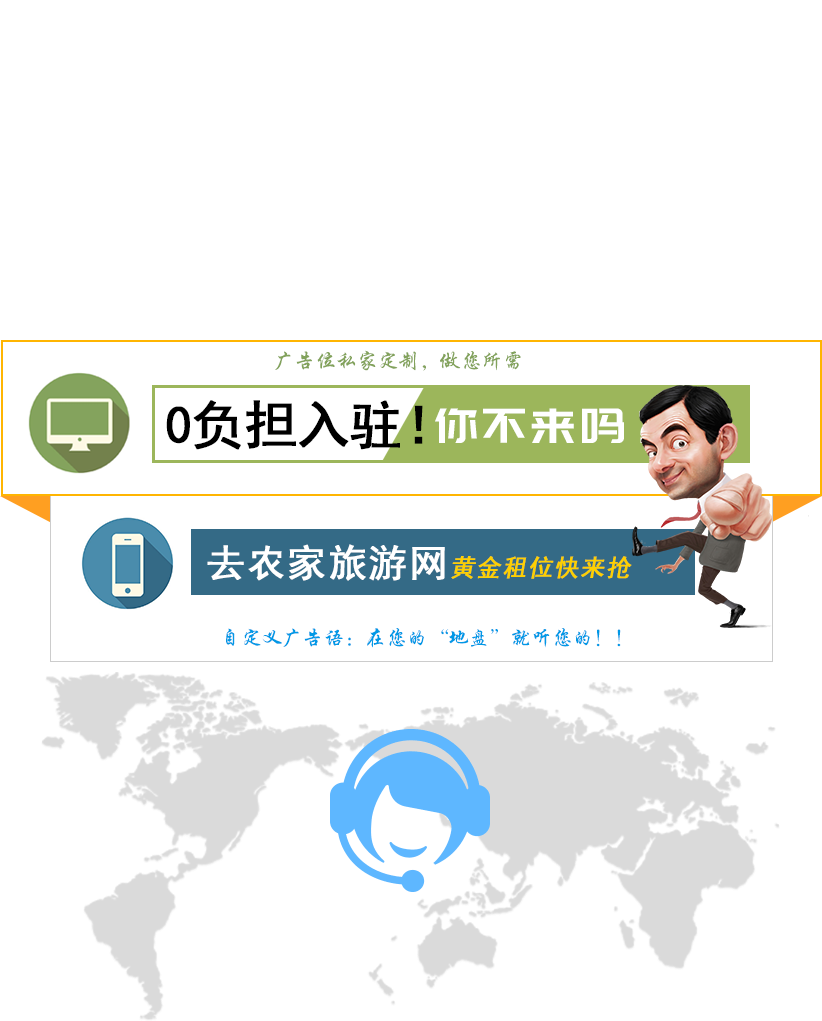 广告位私家定制，做您所需
0负担入驻！你不来吗
去农家旅游网黄金租位快来抢
自定义广告语：在您的“地盘”就听您的！！